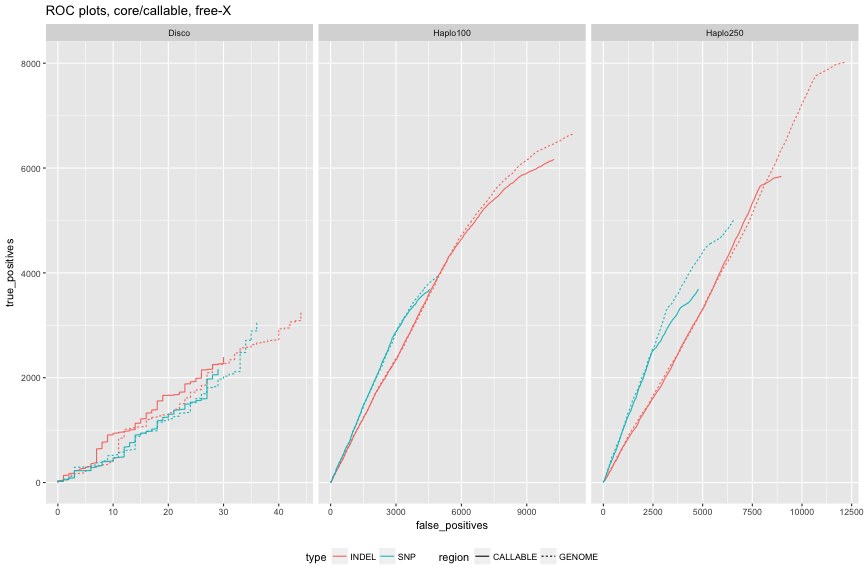 ROC plots, core/callable, free-X
Disco
Haplo100
Haplo250
true_positives
8000
6000
4000
2000
0
0 10 20 30 40
0 3000 6000 9000
0 2500 5000 7500 10000 12500
false_positives
type INDEL SNP region CALLABLE GENOME